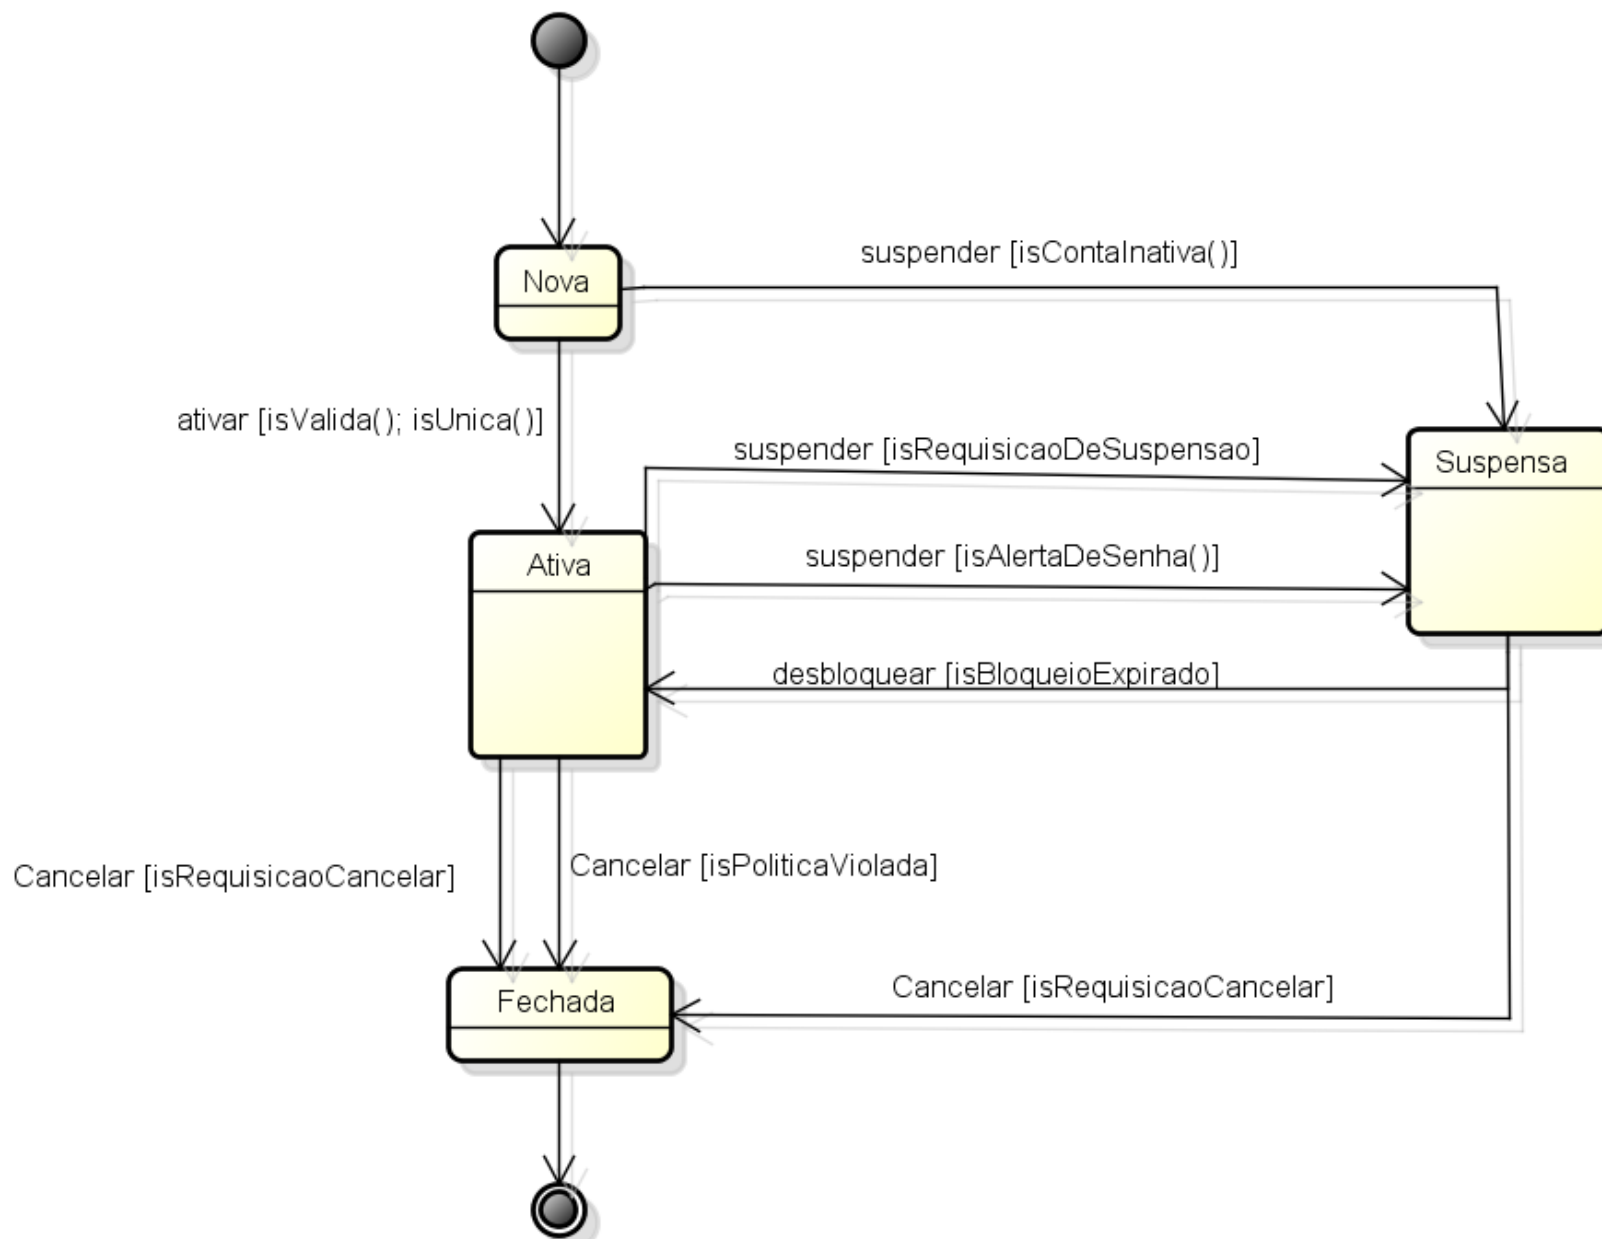 Nova
suspender [isContaInativa()]
ativar [isValida(); isUnica()]
suspender [isRequisicaoDeSuspensao]
Suspensa
Ativa
suspender [isAlertaDeSenha()]
desbloquear [isBloqueioExpirado]
Cancelar [isRequisicaoCancelar]
Cancelar [isPoliticaViolada]
Fechada
Cancelar [isRequisicaoCancelar]